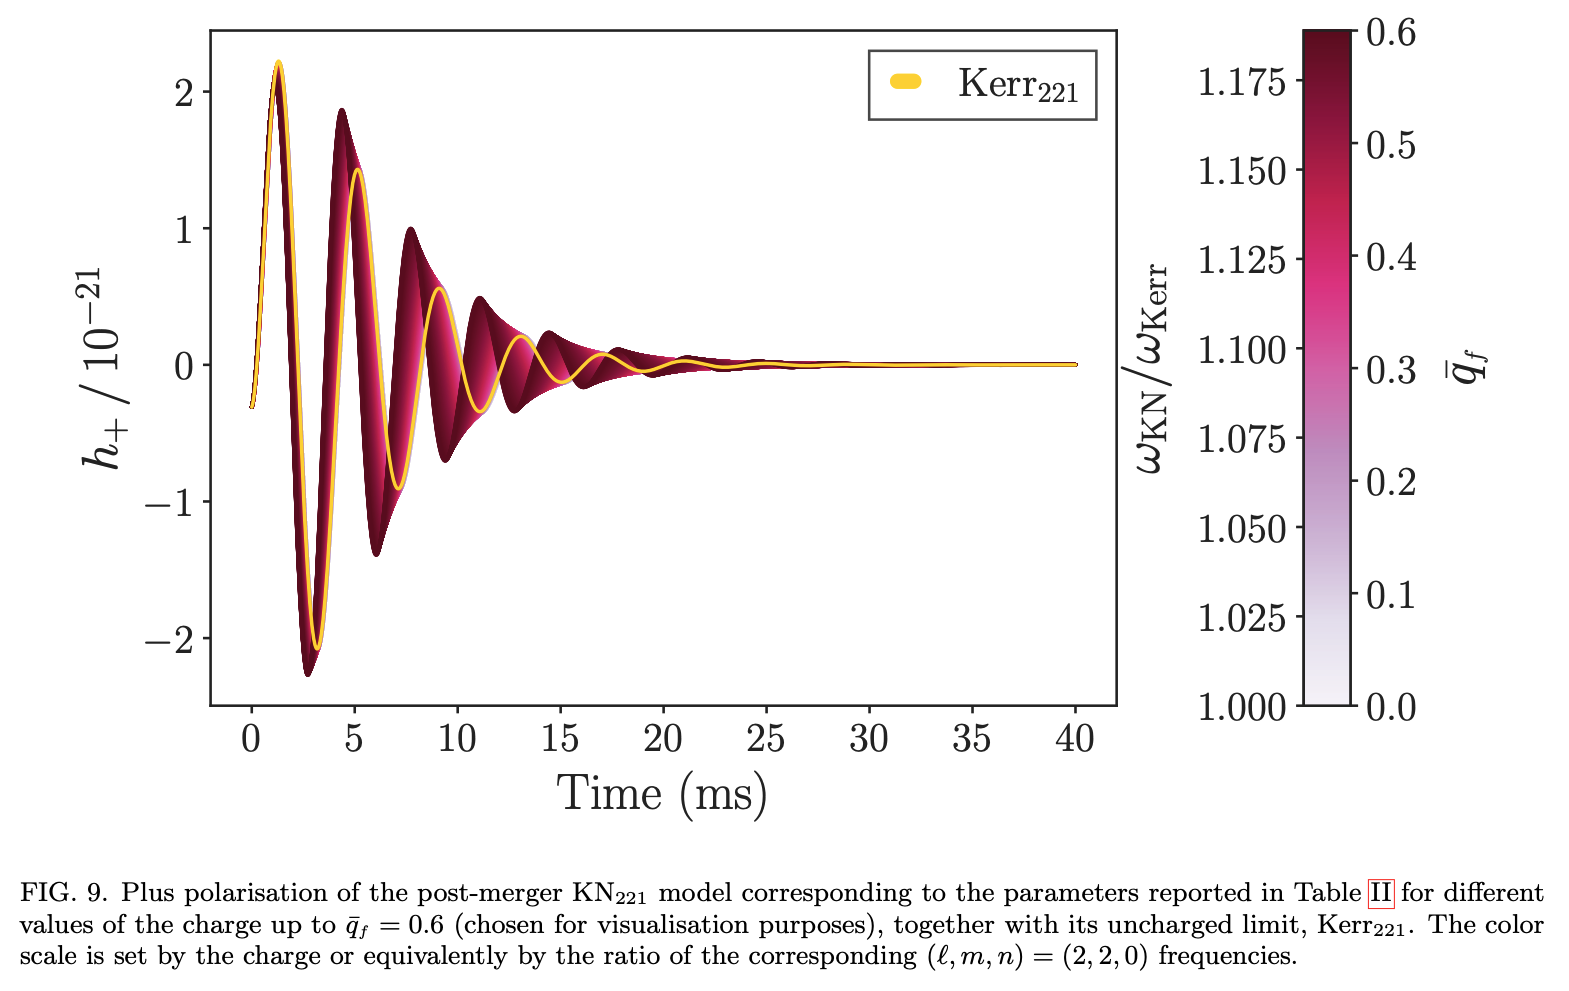 Kerr₂₂₁
2
1
0
−1
−2
h₊ / 10⁻²¹
0 5 10 15 20 25 30 35 40
Time (ms)
1.175
1.150
1.125
1.100
1.075
1.050
1.025
1.000
ω_KN/ω_Kerr
0.6
0.5
0.4
0.3
0.2
0.1
0.0
q̄_f
FIG. 9. Plus polarisation of the post-merger KN₂₂₁ model corresponding to the parameters reported in Table II for different
values of the charge up to q̄_f = 0.6 (chosen for visualisation purposes), together with its uncharged limit, Kerr₂₂₁. The color
scale is set by the charge or equivalently by the ratio of the corresponding (ℓ, m, n) = (2, 2, 0) frequencies.